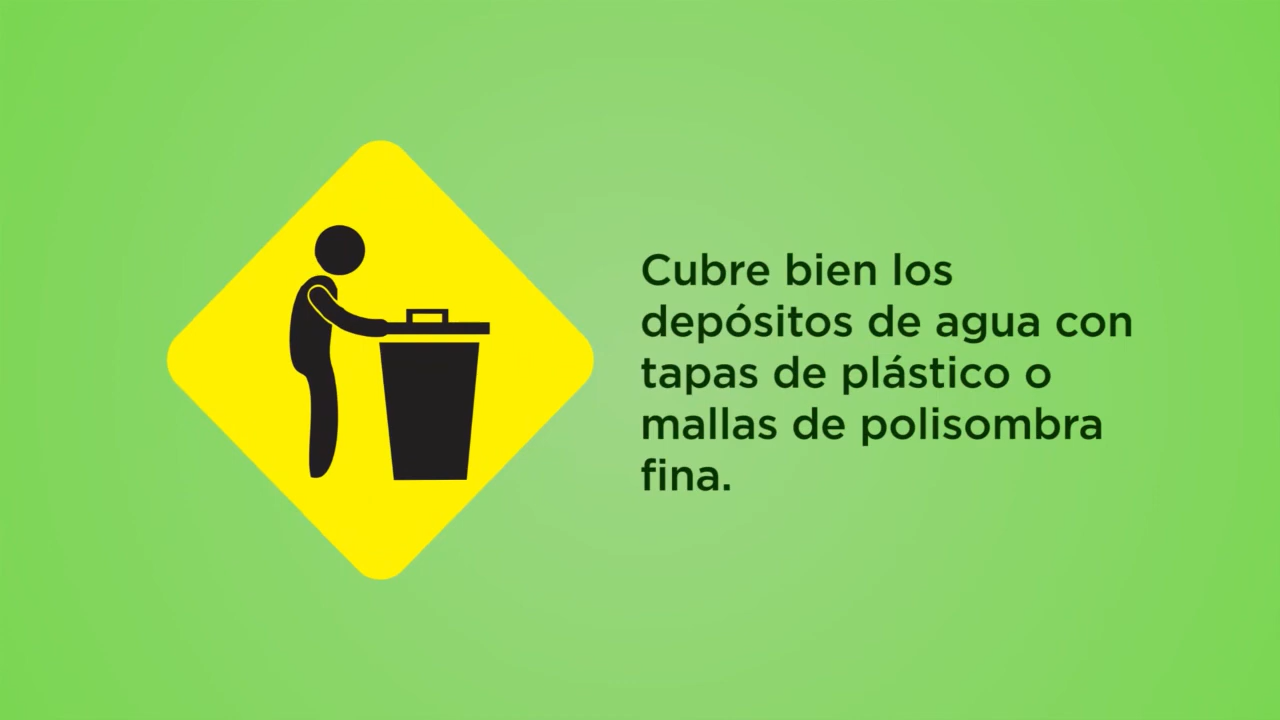 Cubre bien los
depósitos de agua con
tapas de plástico o
mallas de polisombra
fina.